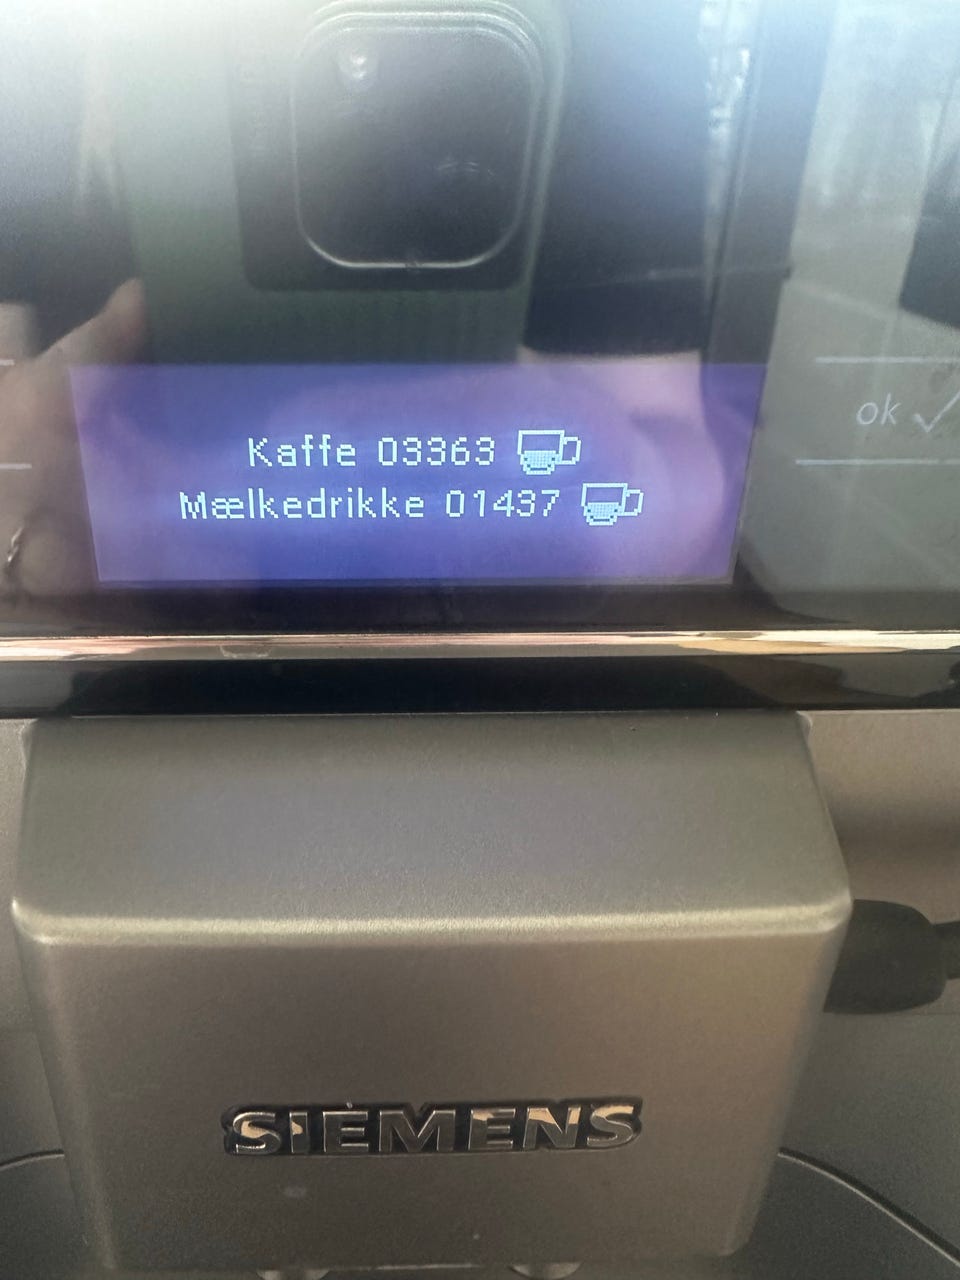 Kaffe 03363
Mælkedrikke 01437
ok
SIEMENS